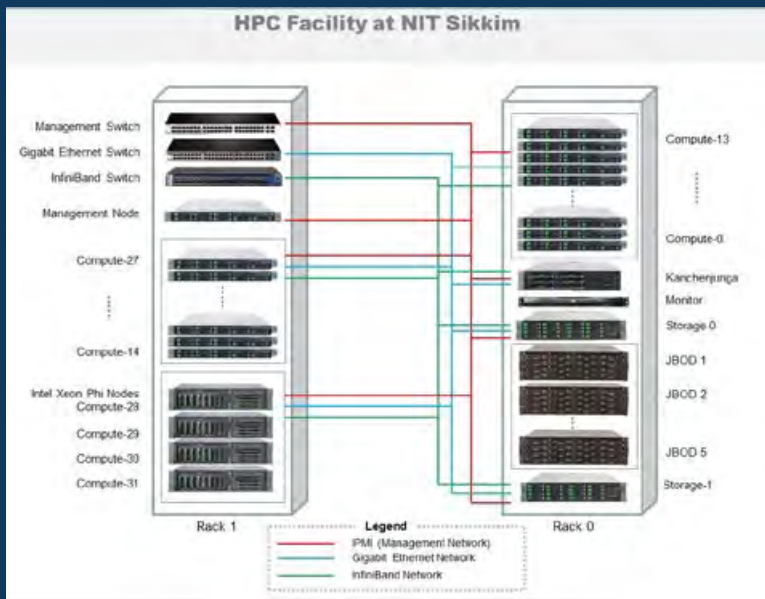 HPC Facility at NIT Sikkim
Management Switch
Gigabit Ethernet Switch
InfiniBand Switch
Management Node
Compute-27
Compute-14
Intel Xeon Phi Nodes
Compute-28
Compute-29
Compute-30
Compute-31
Rack 1
Compute-13
Compute-0
Kanchenjunga
Monitor
Storage-0
JBOD 1
JBOD 2
JBOD 5
Storage-1
Rack 0
Legend
IPMI (Management Network)
Gigabit Ethernet Network
InfiniBand Network